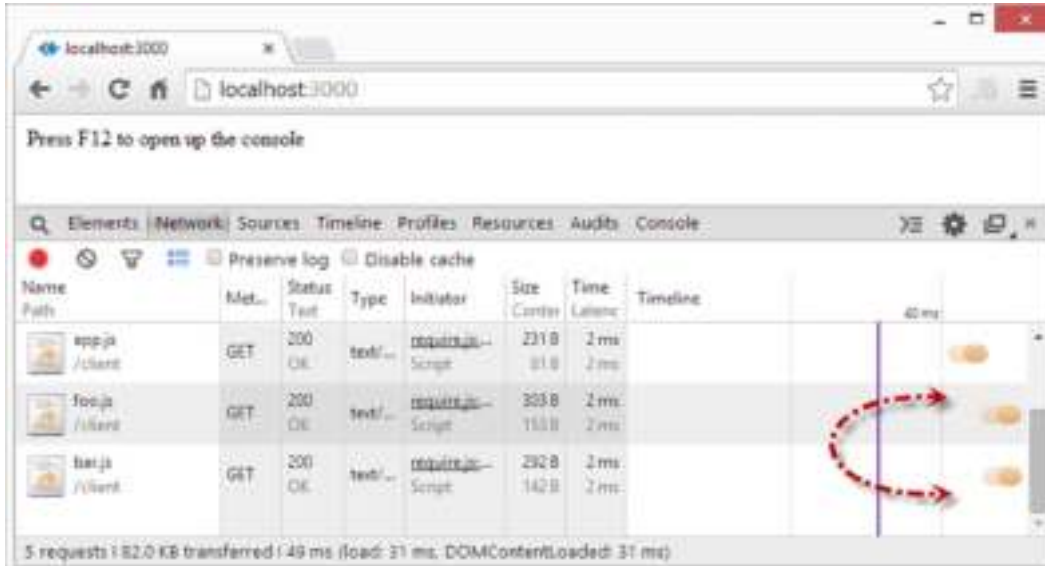 localhost:3000
localhost:3000
Press F12 to open up the console
Elements Network Sources Timeline Profiles Resources Audits Console
Preserve log Disable cache
Name Met... Status Type Initiator Size Time Timeline
Path Text Conter Latenc 40 ms
app.js GET 200 text/... require.js:... 231 B 2 ms
/client OK Script 81 B 2 ms
foo.js GET 200 text/... require.js:... 303 B 2 ms
/client OK Script 153 B 2 ms
bar.js GET 200 text/... require.js:... 292 B 2 ms
/client OK Script 142 B 2 ms
5 requests | 82.0 KB transferred | 49 ms (load: 31 ms, DOMContentLoaded: 31 ms)